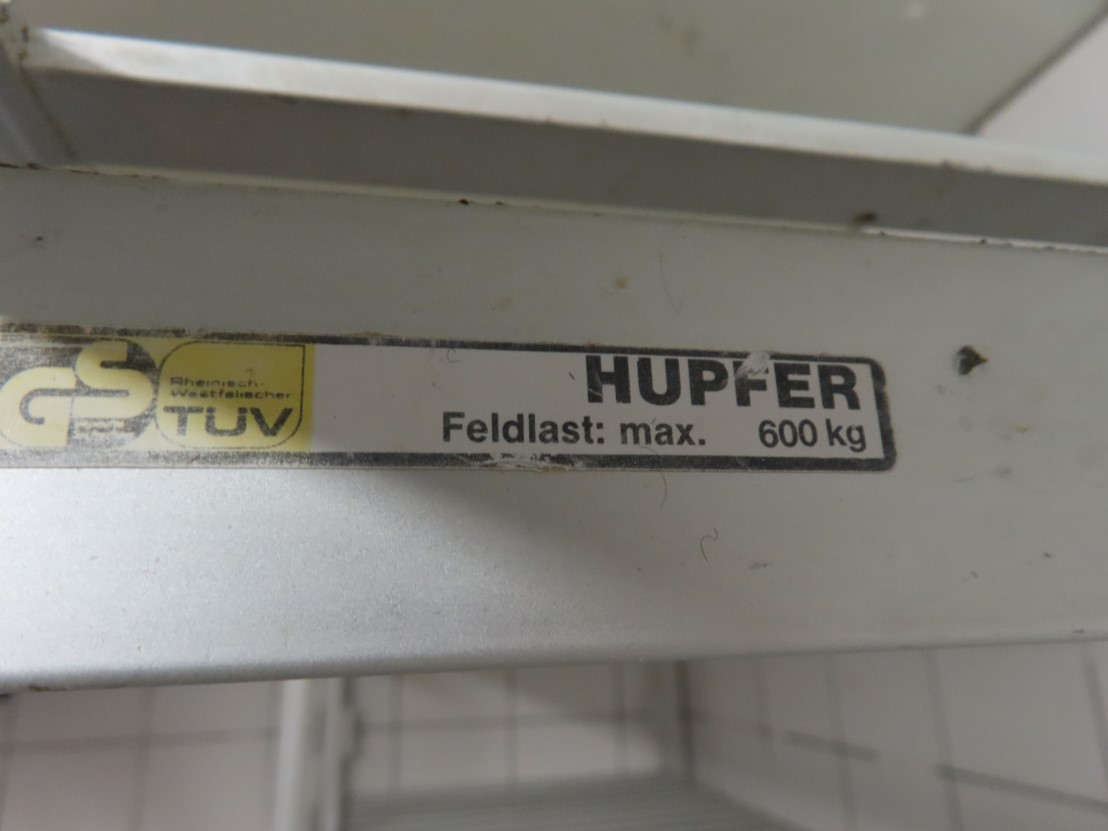 GS
Rheinisch-
Westfälischer
TÜV
HUPFER
Feldlast: max. 600 kg